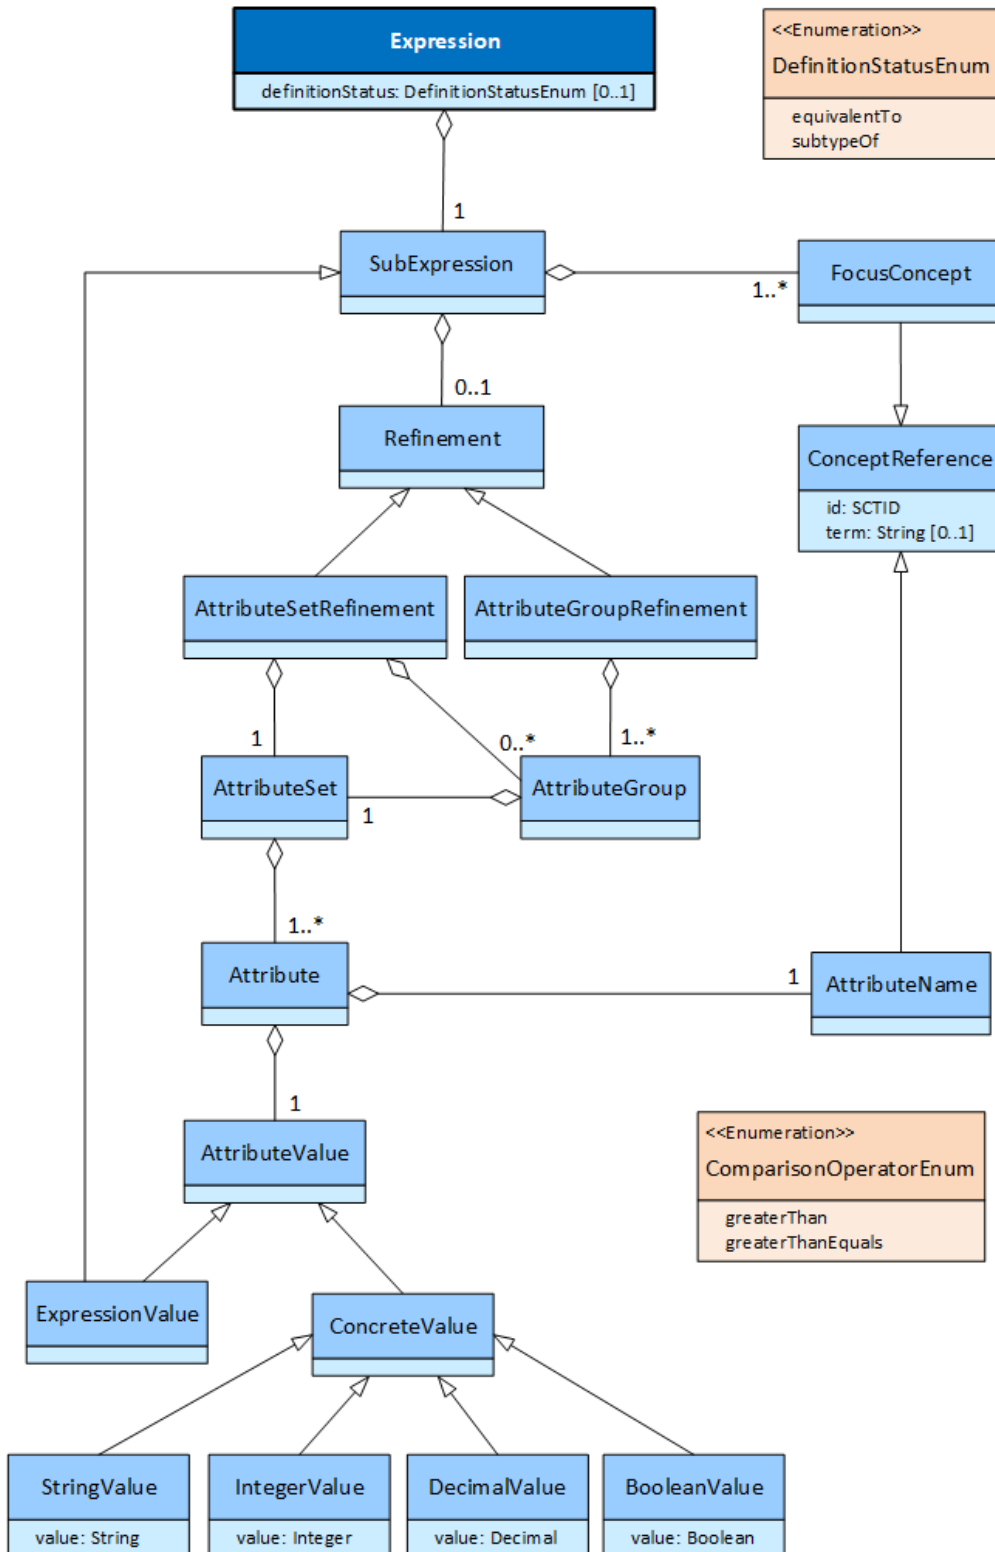 Expression
definitionStatus: DefinitionStatusEnum [0..1]
<<Enumeration>>
DefinitionStatusEnum
equivalentTo
subtypeOf
1
SubExpression
FocusConcept
1..*
0..1
Refinement
ConceptReference
id: SCTID
term: String [0..1]
AttributeSetRefinement
AttributeGroupRefinement
1
0..*
1..*
AttributeSet
AttributeGroup
1
1..*
Attribute
1
AttributeName
1
AttributeValue
<<Enumeration>>
ComparisonOperatorEnum
greaterThan
greaterThanEquals
ExpressionValue
ConcreteValue
StringValue
value: String
IntegerValue
value: Integer
DecimalValue
value: Decimal
BooleanValue
value: Boolean